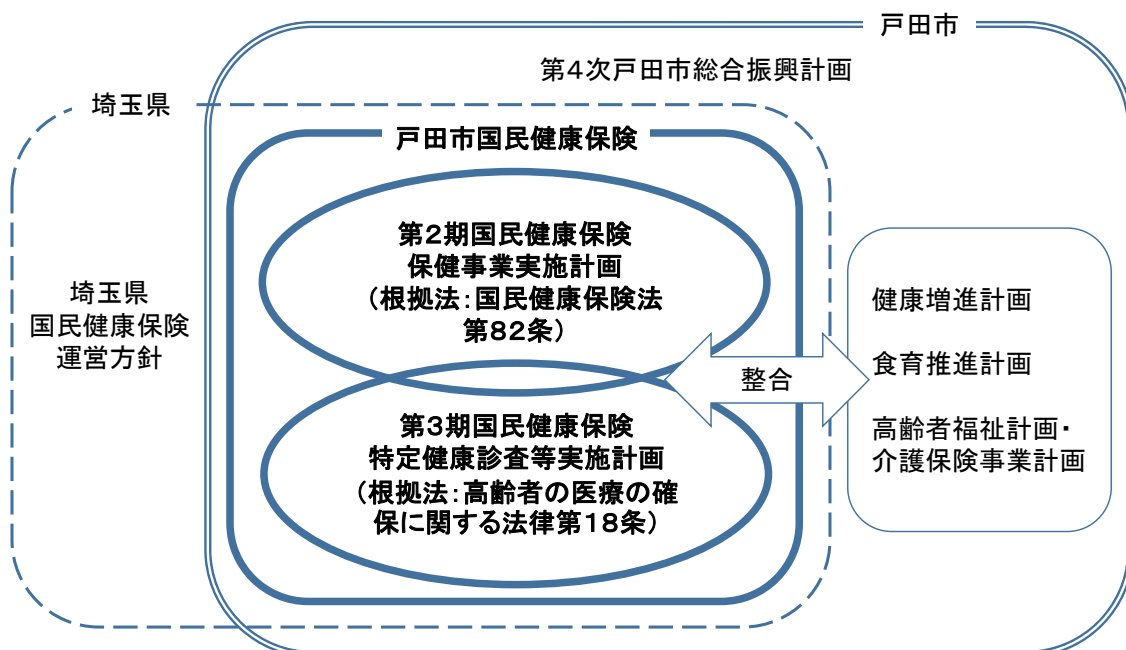 戸田市
第4次戸田市総合振興計画
埼玉県
戸田市国民健康保険
第2期国民健康保険
保健事業実施計画
(根拠法:国民健康保険法
第82条)
埼玉県
国民健康保険
運営方針
整合
第3期国民健康保険
特定健康診査等実施計画
(根拠法:高齢者の医療の確
保に関する法律第18条)
健康増進計画
食育推進計画
高齢者福祉計画・
介護保険事業計画